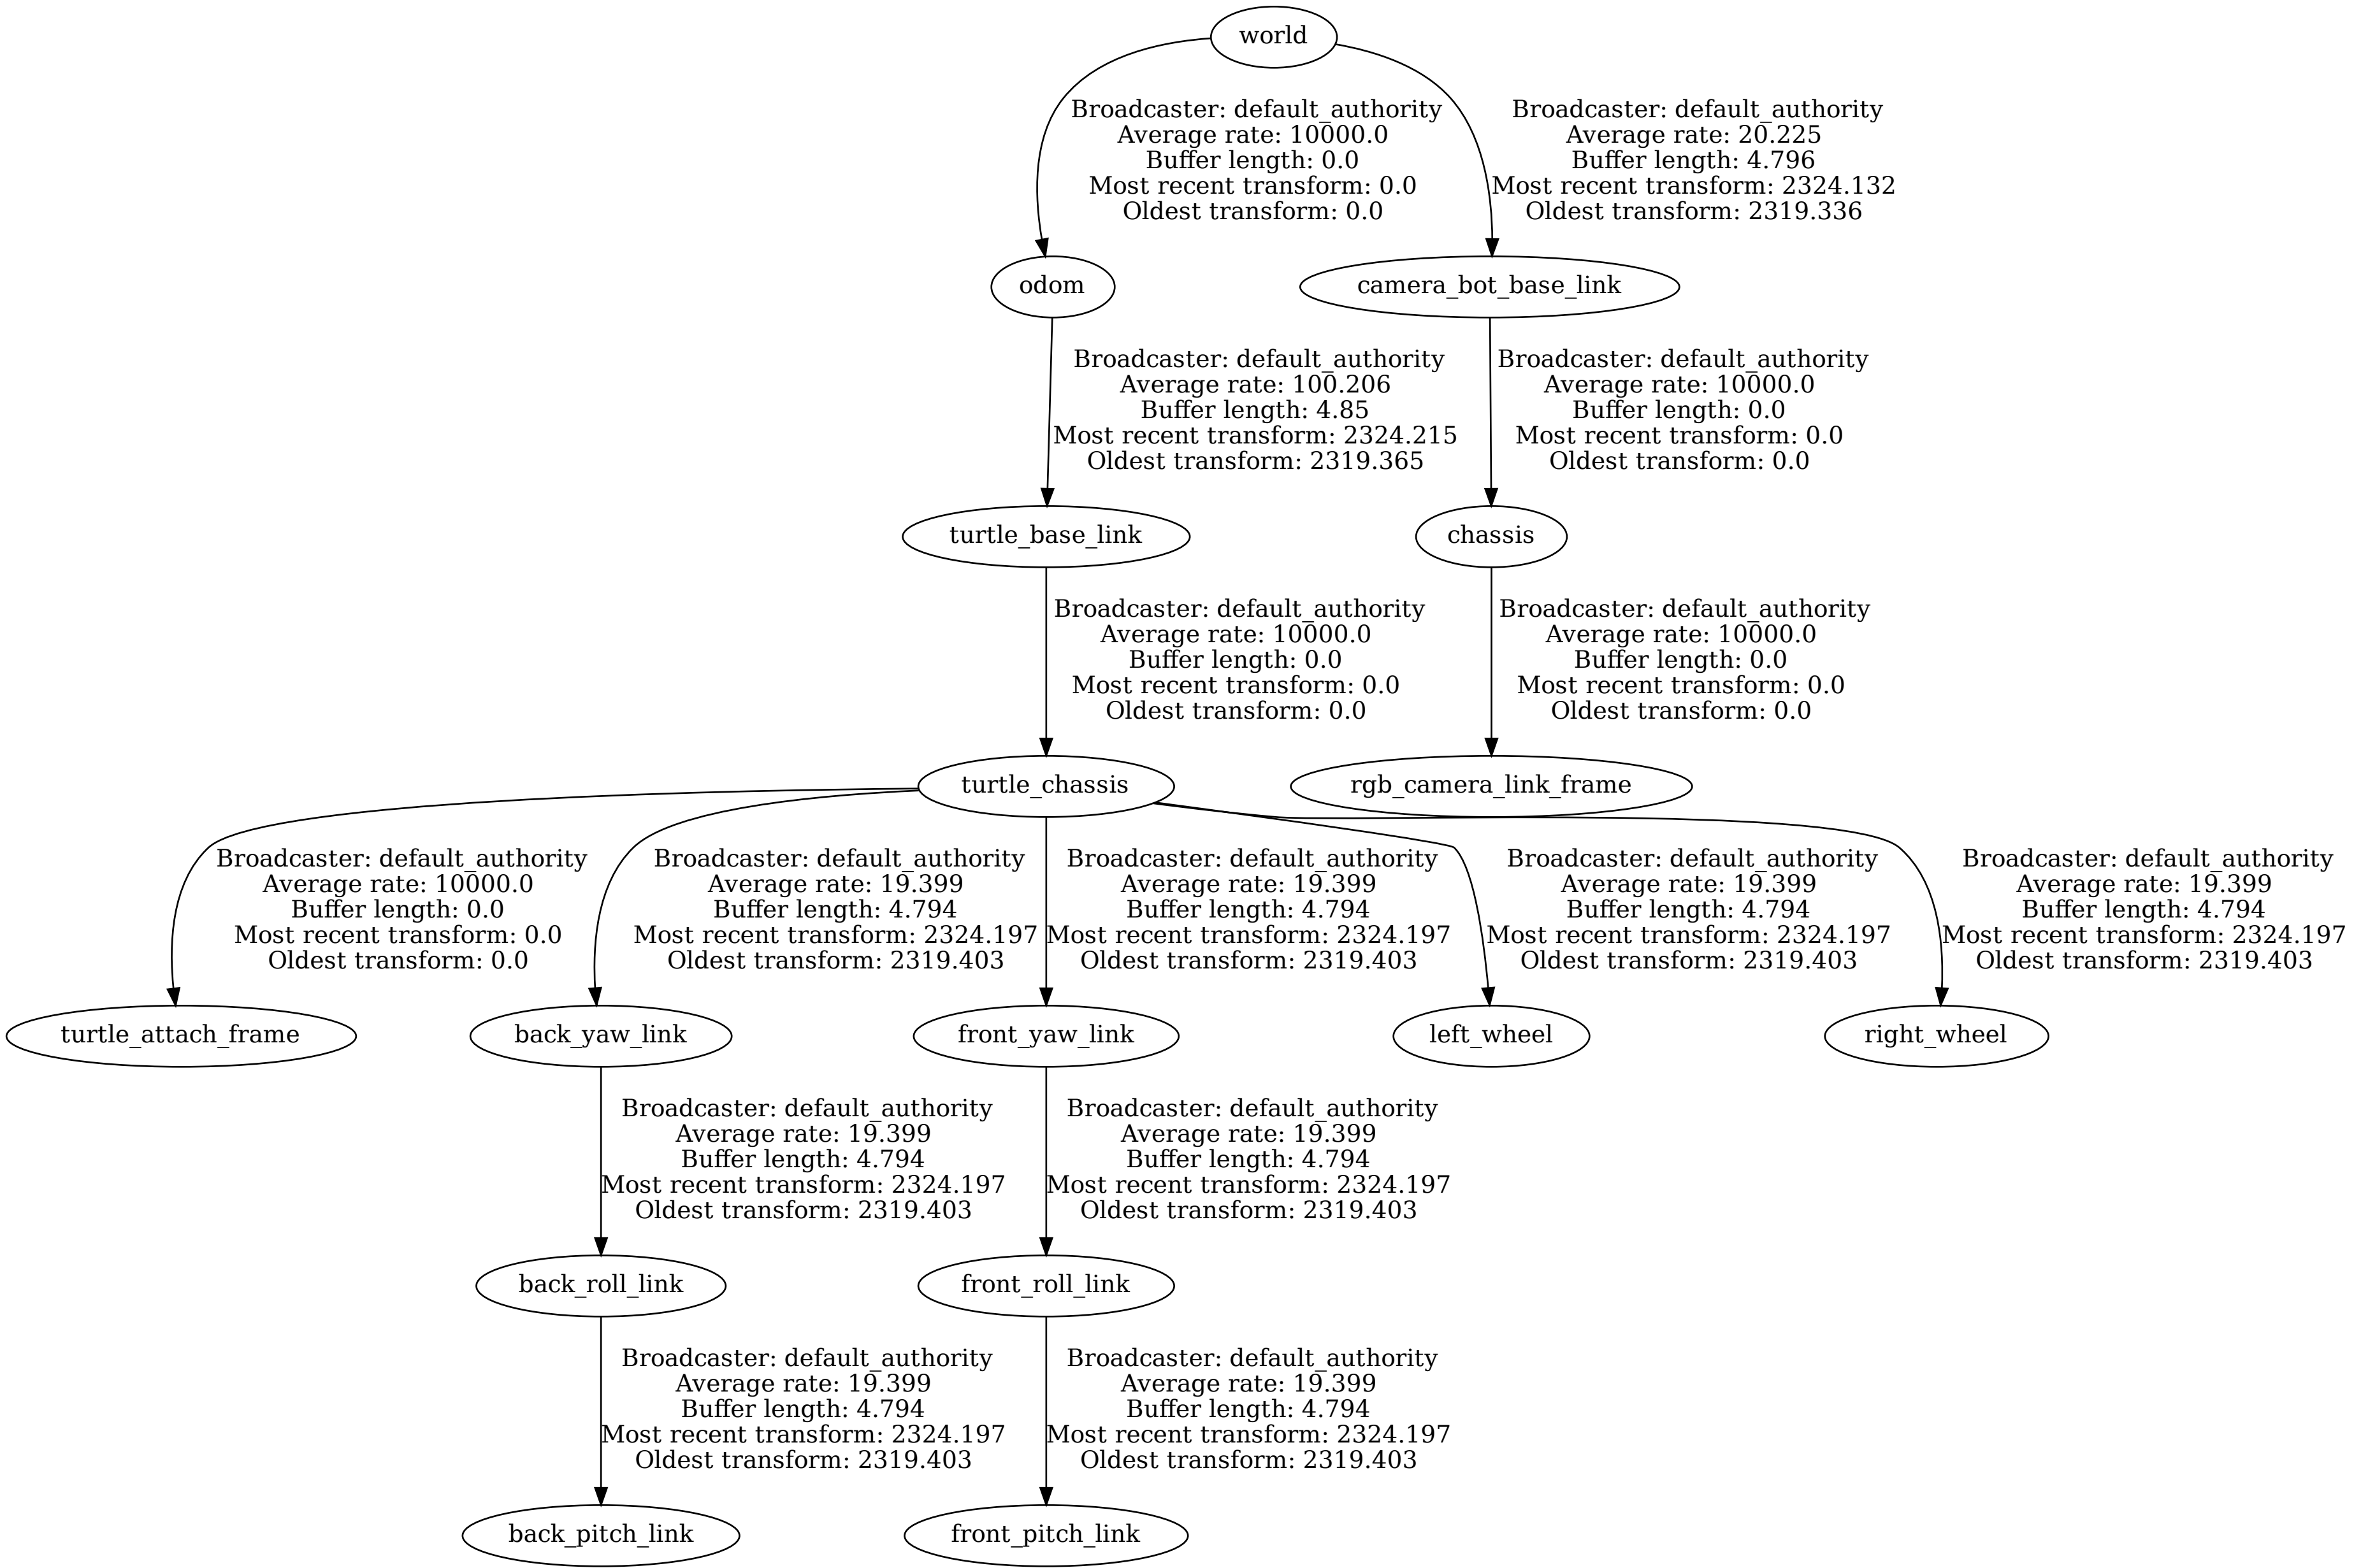 world
Broadcaster: default_authority
Average rate: 10000.0
Buffer length: 0.0
Most recent transform: 0.0
Oldest transform: 0.0
Broadcaster: default_authority
Average rate: 20.225
Buffer length: 4.796
Most recent transform: 2324.132
Oldest transform: 2319.336
odom
camera_bot_base_link
Broadcaster: default_authority
Average rate: 100.206
Buffer length: 4.85
Most recent transform: 2324.215
Oldest transform: 2319.365
Broadcaster: default_authority
Average rate: 10000.0
Buffer length: 0.0
Most recent transform: 0.0
Oldest transform: 0.0
turtle_base_link
chassis
Broadcaster: default_authority
Average rate: 10000.0
Buffer length: 0.0
Most recent transform: 0.0
Oldest transform: 0.0
Broadcaster: default_authority
Average rate: 10000.0
Buffer length: 0.0
Most recent transform: 0.0
Oldest transform: 0.0
turtle_chassis
rgb_camera_link_frame
Broadcaster: default_authority
Average rate: 10000.0
Buffer length: 0.0
Most recent transform: 0.0
Oldest transform: 0.0
Broadcaster: default_authority
Average rate: 19.399
Buffer length: 4.794
Most recent transform: 2324.197
Oldest transform: 2319.403
Broadcaster: default_authority
Average rate: 19.399
Buffer length: 4.794
Most recent transform: 2324.197
Oldest transform: 2319.403
Broadcaster: default_authority
Average rate: 19.399
Buffer length: 4.794
Most recent transform: 2324.197
Oldest transform: 2319.403
Broadcaster: default_authority
Average rate: 19.399
Buffer length: 4.794
Most recent transform: 2324.197
Oldest transform: 2319.403
turtle_attach_frame
back_yaw_link
front_yaw_link
left_wheel
right_wheel
Broadcaster: default_authority
Average rate: 19.399
Buffer length: 4.794
Most recent transform: 2324.197
Oldest transform: 2319.403
Broadcaster: default_authority
Average rate: 19.399
Buffer length: 4.794
Most recent transform: 2324.197
Oldest transform: 2319.403
back_roll_link
front_roll_link
Broadcaster: default_authority
Average rate: 19.399
Buffer length: 4.794
Most recent transform: 2324.197
Oldest transform: 2319.403
Broadcaster: default_authority
Average rate: 19.399
Buffer length: 4.794
Most recent transform: 2324.197
Oldest transform: 2319.403
back_pitch_link
front_pitch_link